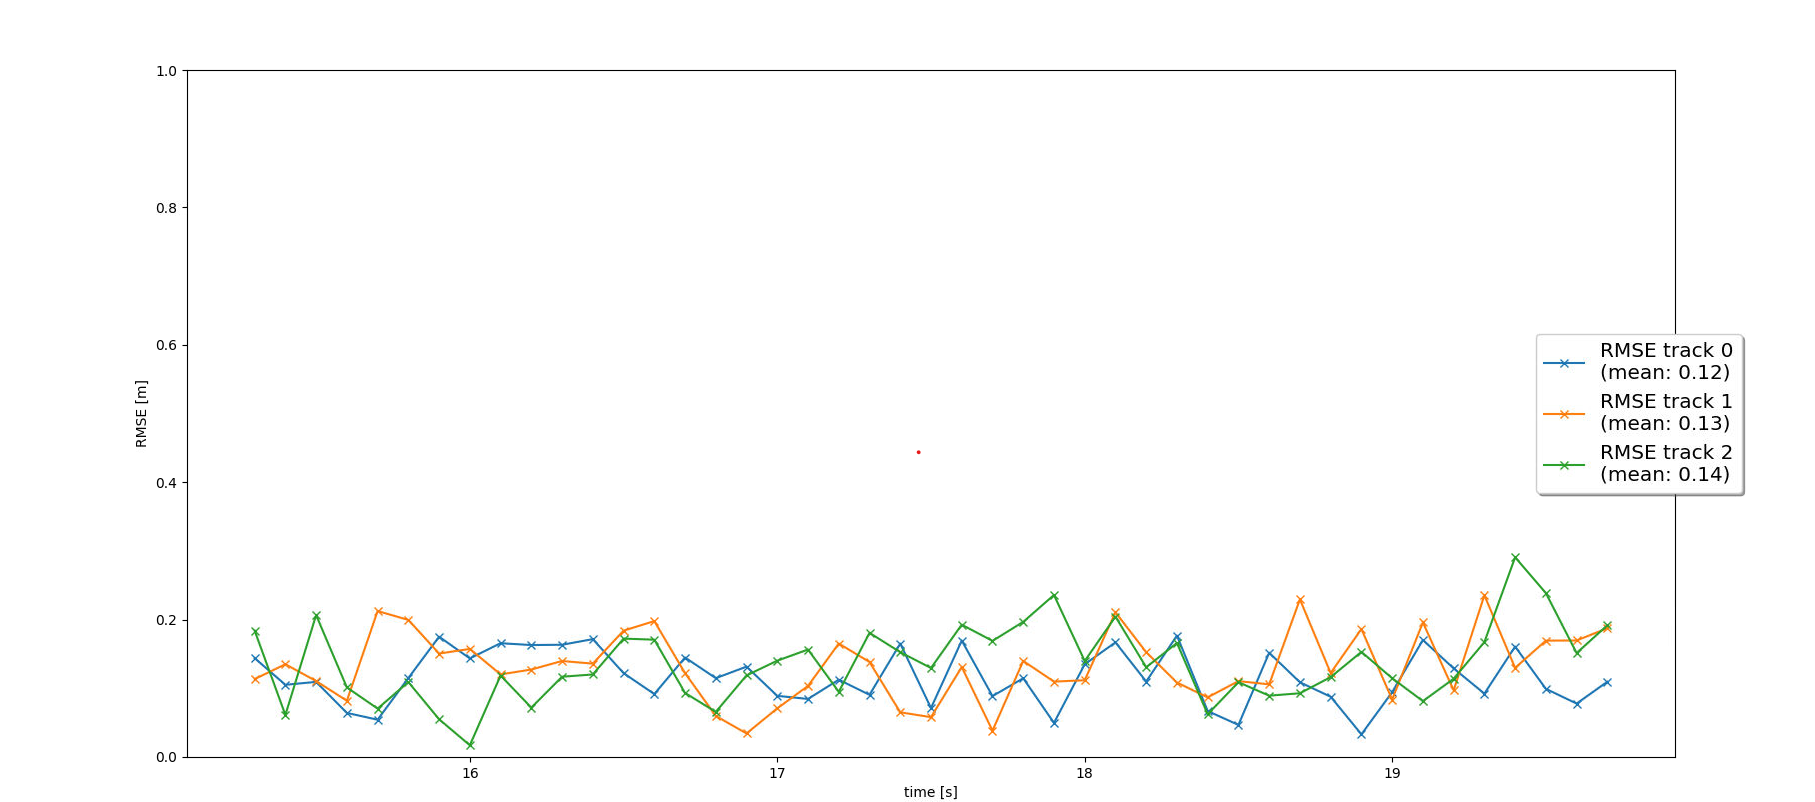 1.0
0.8
0.6
0.4
0.2
0.0
RMSE [m]
16
17
18
19
time [s]
RMSE track 0
(mean: 0.12)
RMSE track 1
(mean: 0.13)
RMSE track 2
(mean: 0.14)